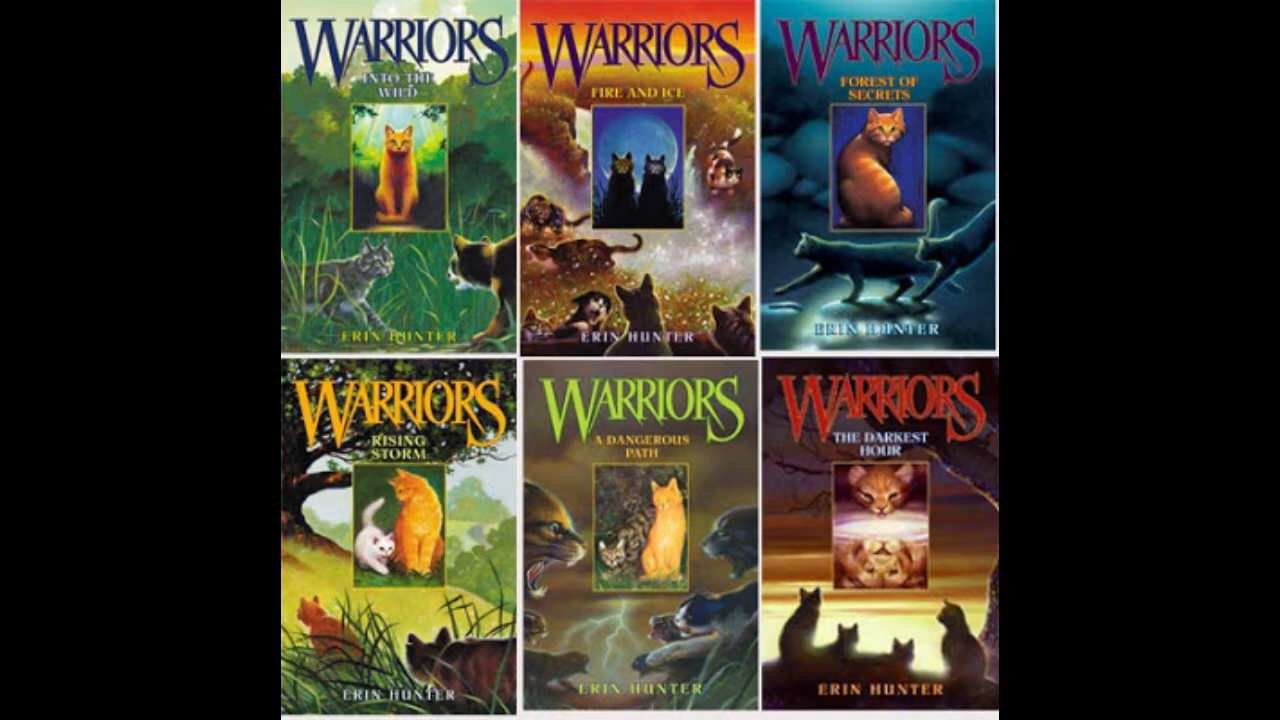 WARRIORS
INTO THE
WILD
ERIN HUNTER
WARRIORS
FIRE AND ICE
ERIN HUNTER
WARRIORS
FOREST OF
SECRETS
ERIN HUNTER
WARRIORS
RISING
STORM
ERIN HUNTER
WARRIORS
A DANGEROUS
PATH
ERIN HUNTER
WARRIORS
THE DARKEST
HOUR
ERIN HUNTER